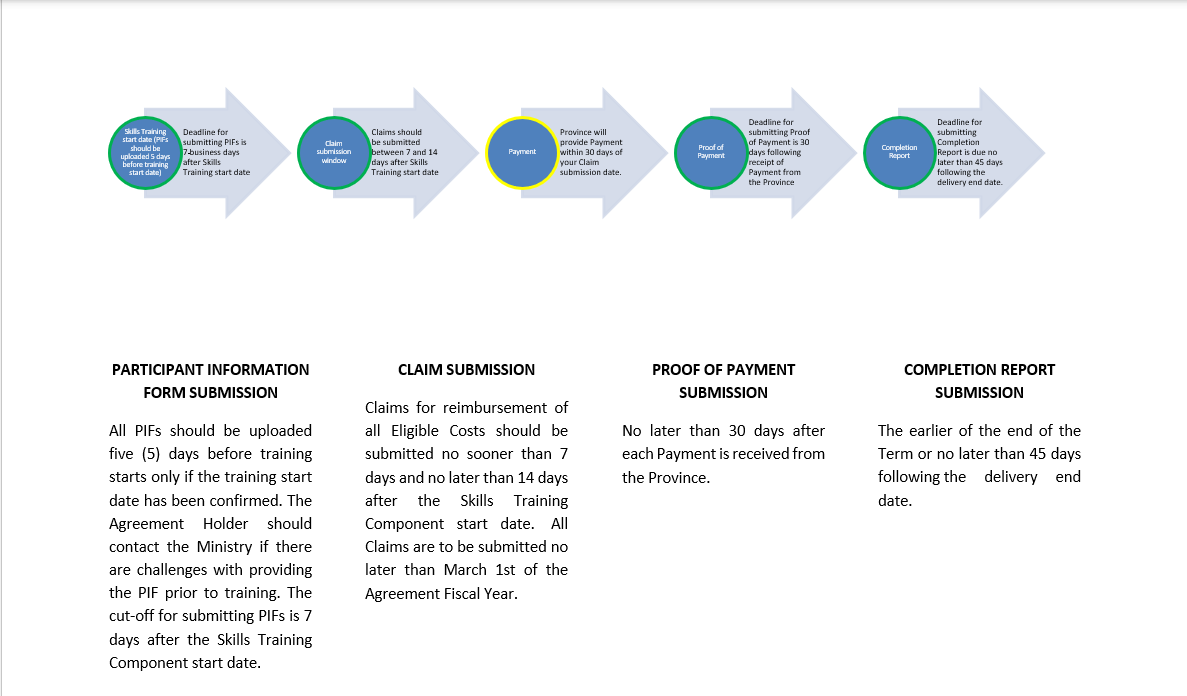 Skills Training
start date (PIFs
should be
uploaded 5 days
before training
start date)
Deadline for
submitting PIFs is
7-business days
after Skills
Training start date
Claim
submission
window
Claims should
be submitted
between 7 and 14
days after Skills
Training start date
Payment
Province will
provide Payment
within 30 days of
your Claim
submission date.
Proof of
Payment
Deadline for
submitting Proof
of Payment is 30
days following
receipt of
Payment from
the Province
Completion
Report
Deadline for
submitting
Completion
Report is due no
later than 45 days
following the
delivery end date.
PARTICIPANT INFORMATION
FORM SUBMISSION
All PIFs should be uploaded
five (5) days before training
starts only if the training start
date has been confirmed. The
Agreement Holder should
contact the Ministry if there
are challenges with providing
the PIF prior to training. The
cut-off for submitting PIFs is 7
days after the Skills Training
Component start date.
CLAIM SUBMISSION
Claims for reimbursement of
all Eligible Costs should be
submitted no sooner than 7
days and no later than 14 days
after the Skills Training
Component start date. All
Claims are to be submitted no
later than March 1st of the
Agreement Fiscal Year.
PROOF OF PAYMENT
SUBMISSION
No later than 30 days after
each Payment is received from
the Province.
COMPLETION REPORT
SUBMISSION
The earlier of the end of the
Term or no later than 45 days
following the delivery end
date.